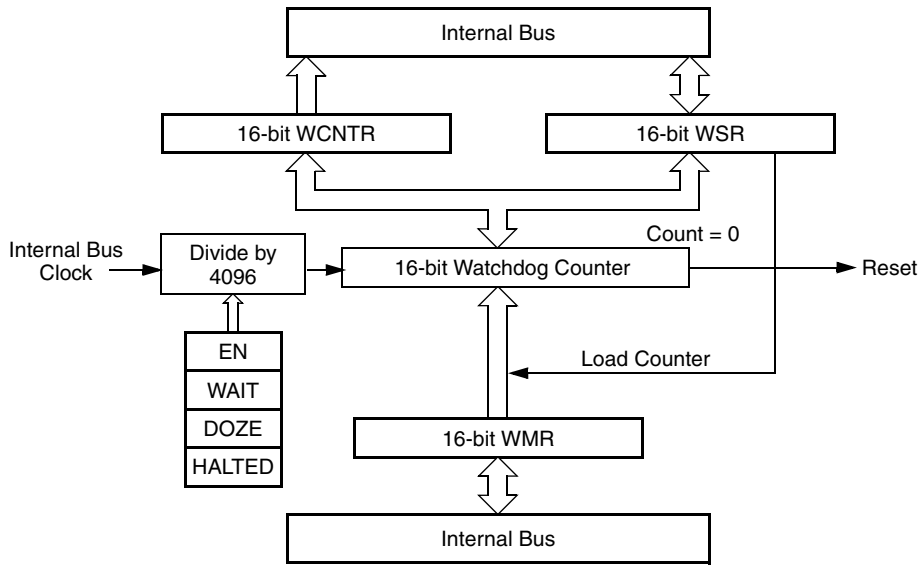 Internal Bus
16-bit WCNTR
16-bit WSR
Count = 0
Internal Bus
Clock
Divide by
4096
16-bit Watchdog Counter
Reset
EN
WAIT
DOZE
HALTED
Load Counter
16-bit WMR
Internal Bus